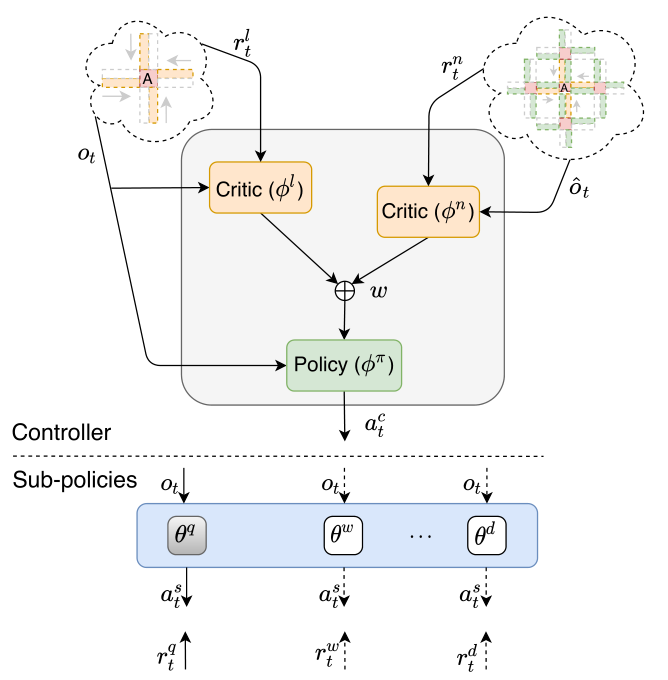 r_t^l
r_t^n
A
A
o_t
ô_t
Critic (ϕ^l)
Critic (ϕ^n)
w
Policy (ϕ^π)
a_t^c
Controller
Sub-policies
o_t o_t o_t
θ^q θ^w ⋯ θ^d
a_t^s a_t^s a_t^s
r_t^q r_t^w r_t^d